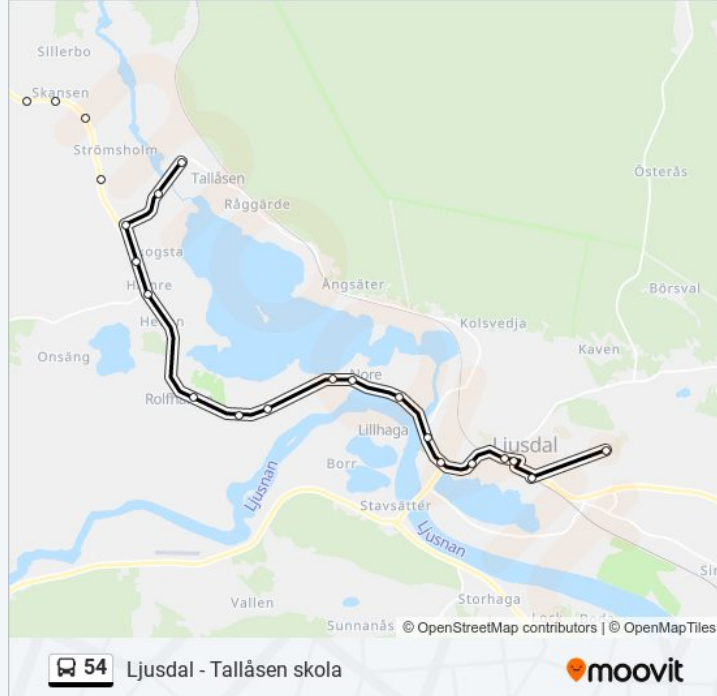 Sillerbo
Skansen
Strömsholm
Tallåsen
Råggärde
Österås
Ängsäter
Börsval
Kolsvedja
Kaven
Onsäng
Nore
Lillhaga
Ljusdal
Borr
Ljusnan
Stavsätter
Ljusnan
Storhaga
Vallen
Sunnanås
© OpenStreetMap contributors | © OpenMapTiles
54 Ljusdal - Tallåsen skola
moovit